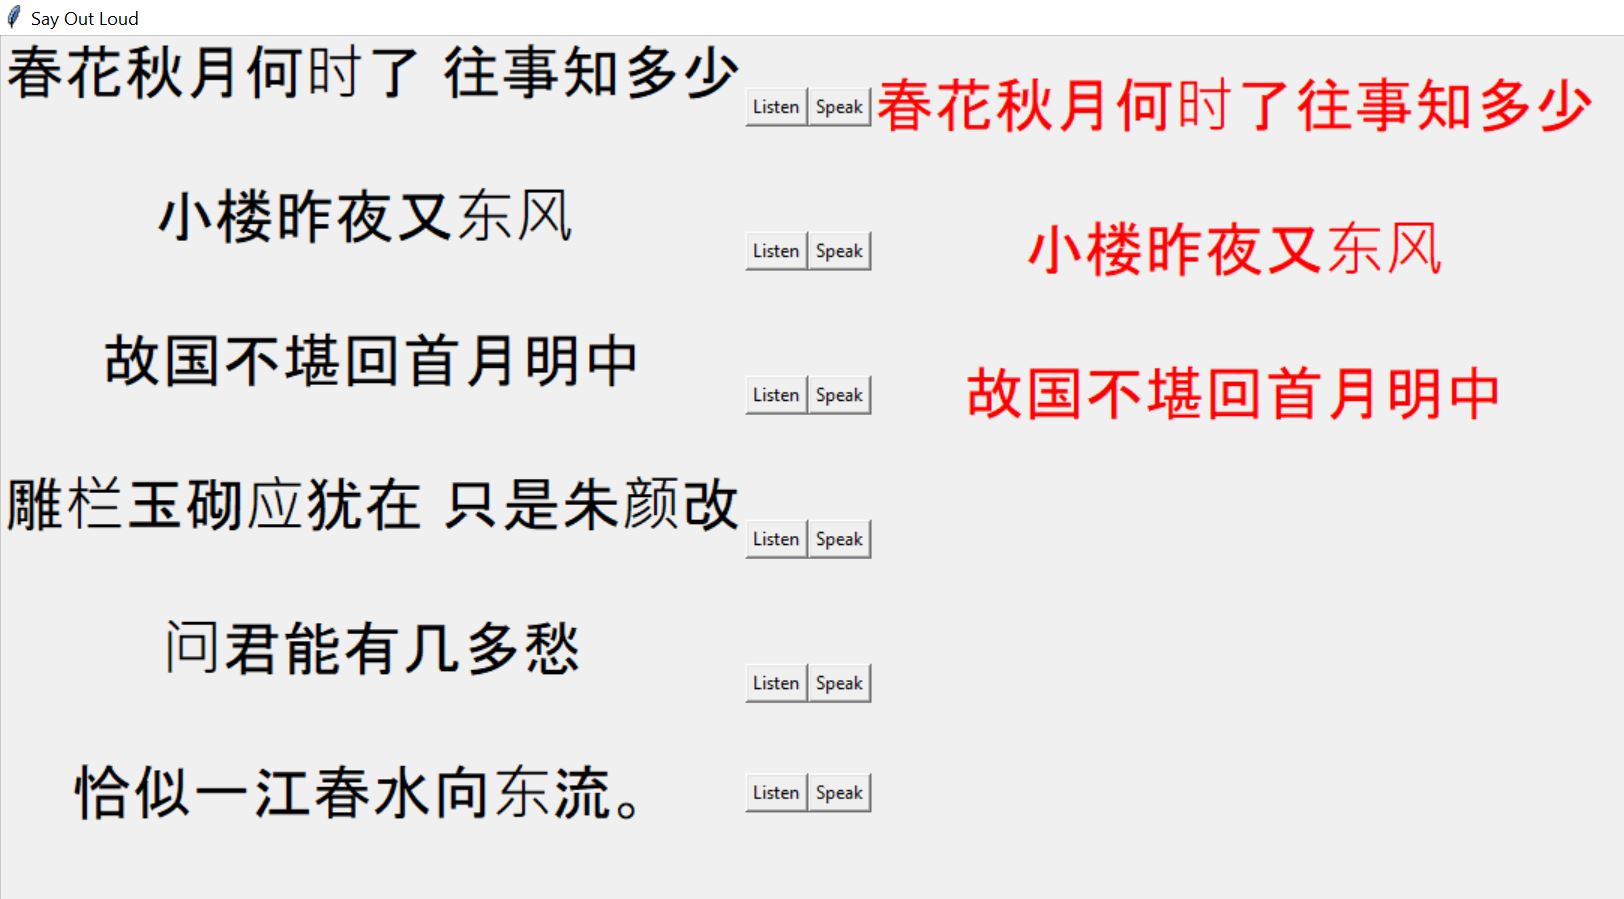 Say Out Loud
春花秋月何时了 往事知多少 Listen Speak 春花秋月何时了往事知多少
小楼昨夜又东风 Listen Speak 小楼昨夜又东风
故国不堪回首月明中 Listen Speak 故国不堪回首月明中
雕栏玉砌应犹在 只是朱颜改 Listen Speak
问君能有几多愁 Listen Speak
恰似一江春水向东流。 Listen Speak